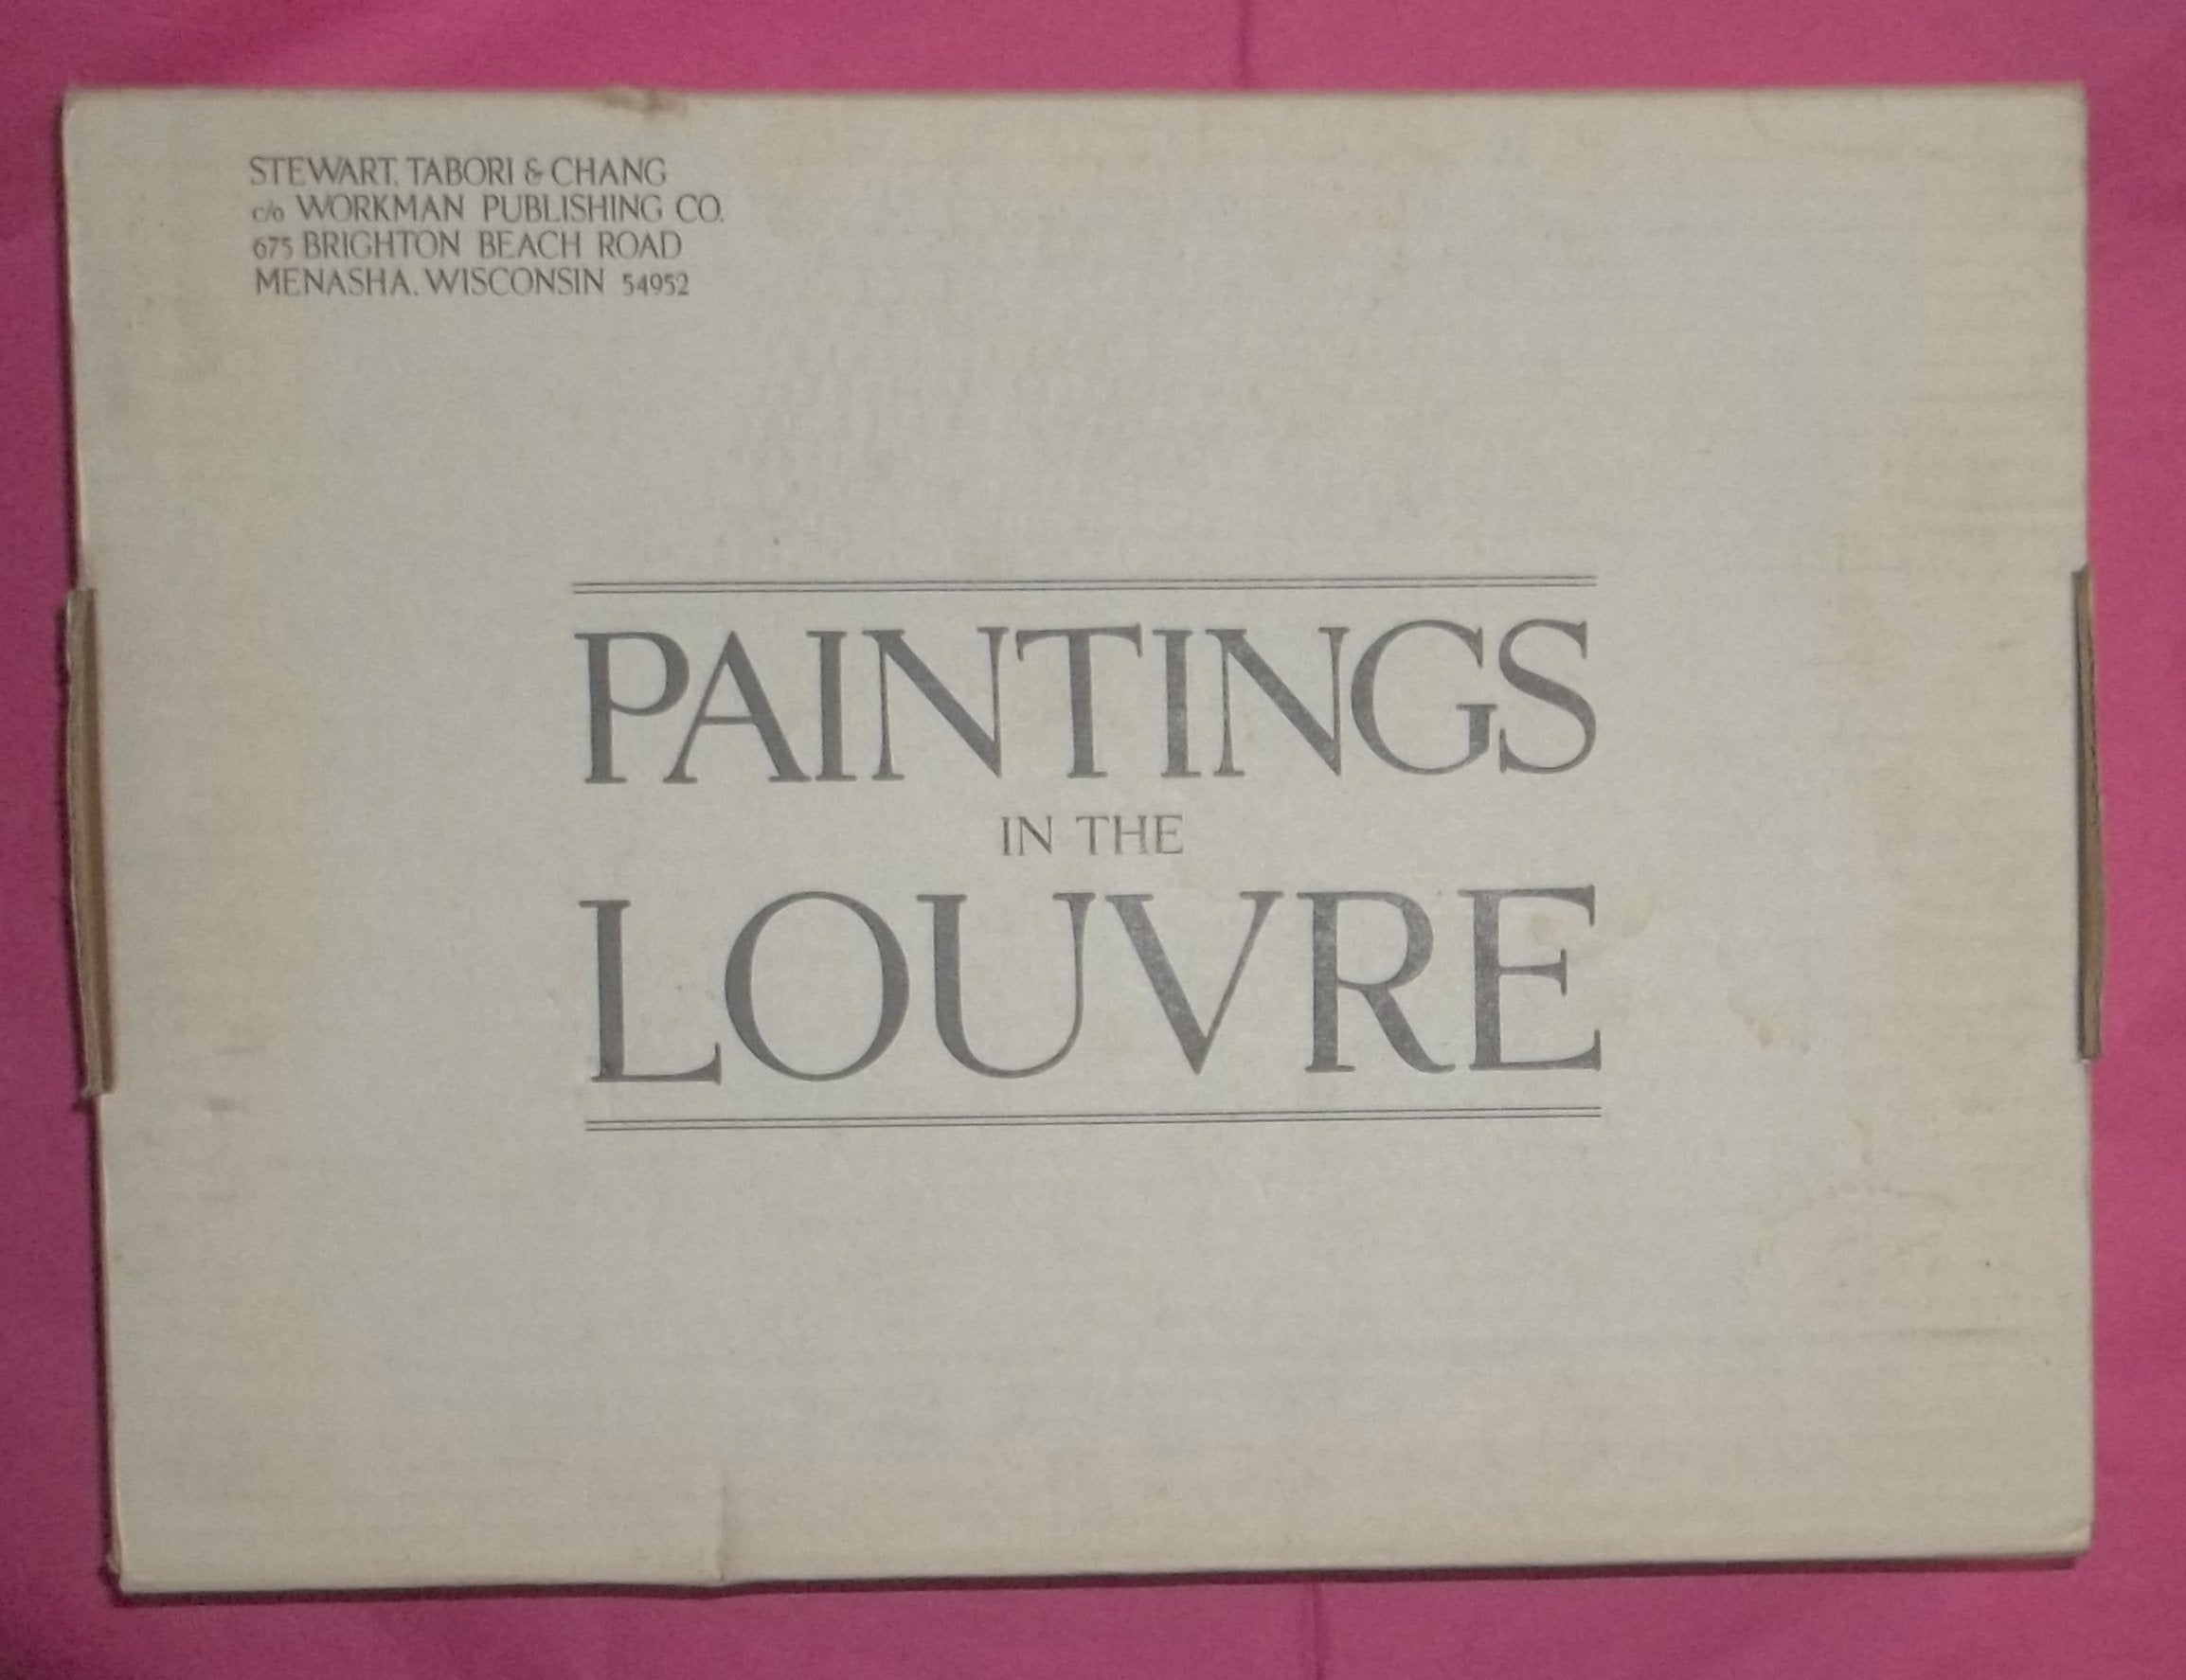 STEWART, TABORI & CHANG
c/o WORKMAN PUBLISHING CO.
675 BRIGHTON BEACH ROAD
MENASHA, WISCONSIN 54952
PAINTINGS
IN THE
LOUVRE